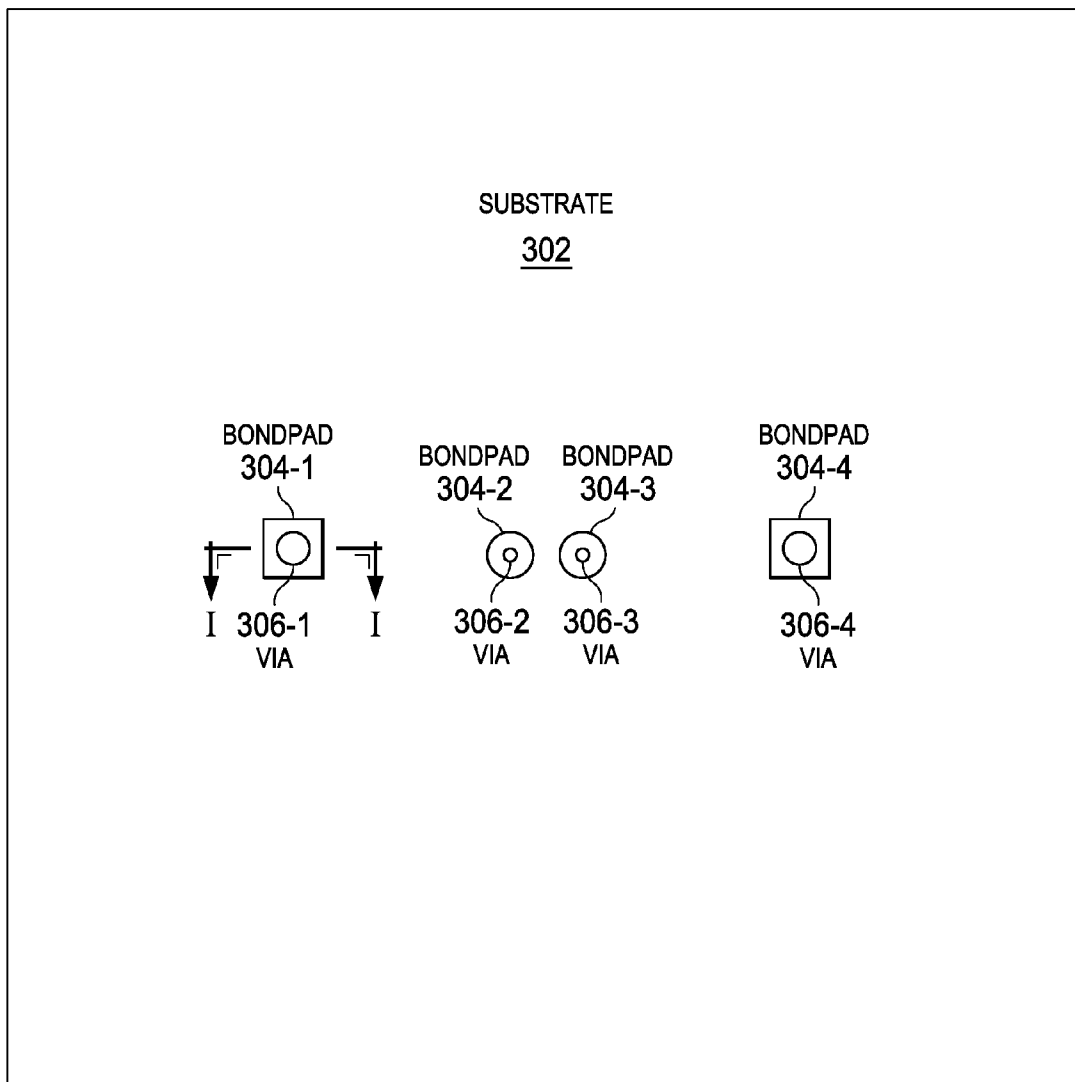 SUBSTRATE
302
BONDPAD
304-1
BONDPAD
304-2
BONDPAD
304-3
BONDPAD
304-4
I
306-1
VIA
I
306-2
VIA
306-3
VIA
306-4
VIA